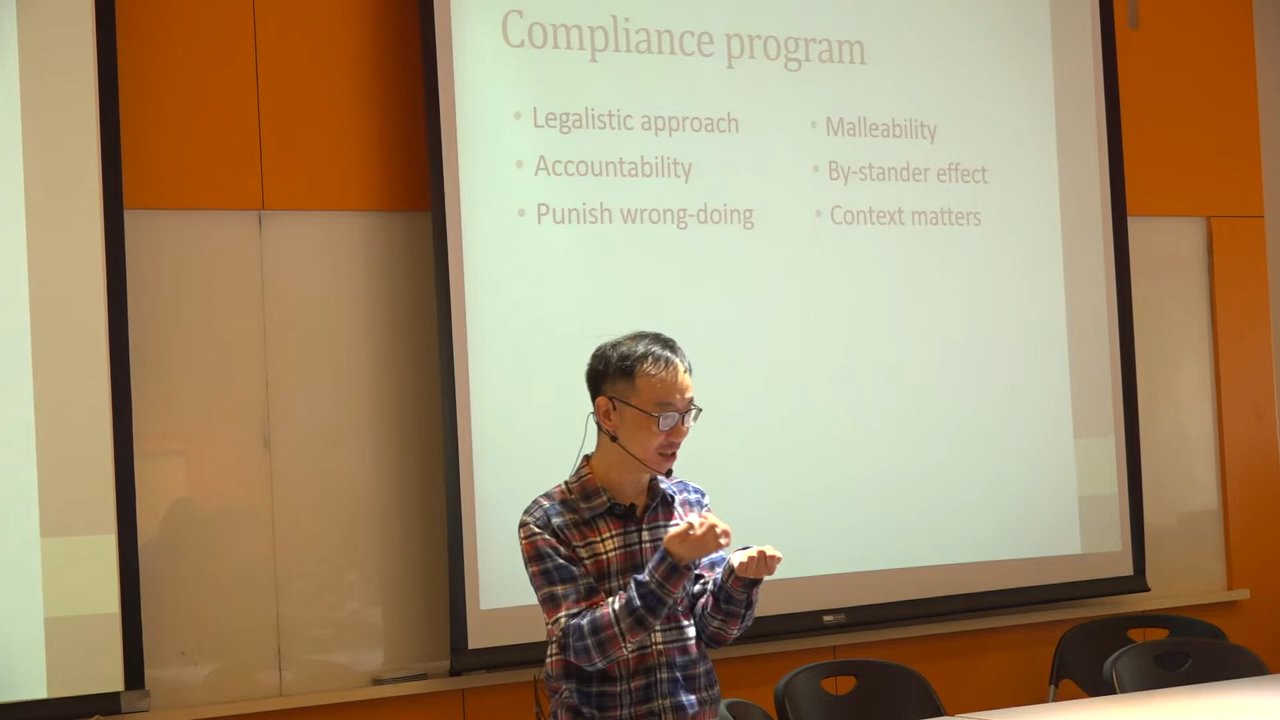 Compliance program
• Legalistic approach
• Accountability
• Punish wrong-doing
• Malleability
• By-stander effect
• Context matters